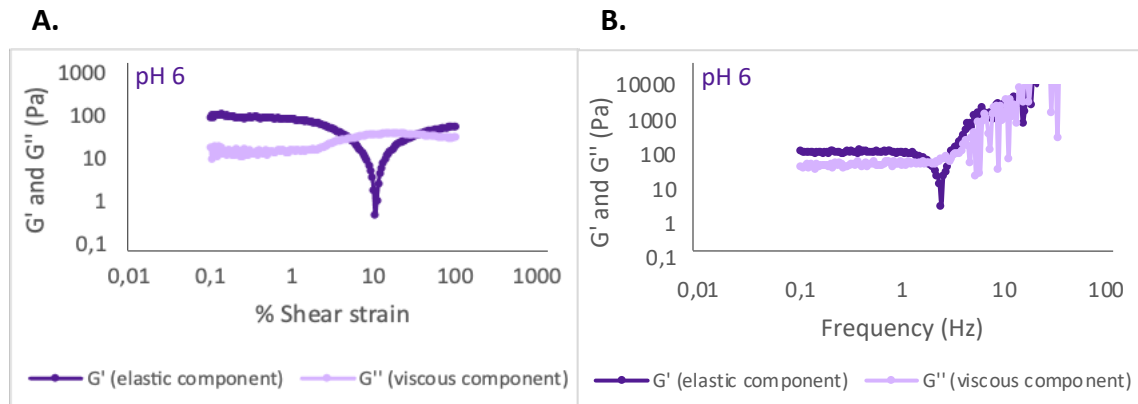 A.
pH 6
G' and G'' (Pa)
1000
100
10
1
0,1
0,01
0,1
1
10
100
1000
% Shear strain
G' (elastic component)
G'' (viscous component)
B.
pH 6
G' and G'' (Pa)
10000
1000
100
10
1
0,1
0,01
0,1
1
10
100
Frequency (Hz)
G' (elastic component)
G'' (viscous component)